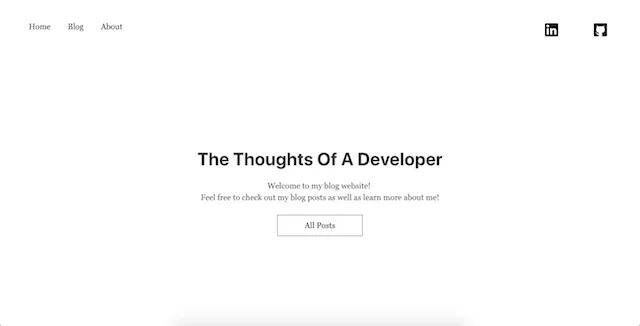 Home Blog About
in
The Thoughts Of A Developer
Welcome to my blog website!
Feel free to check out my blog posts as well as learn more about me!
All Posts